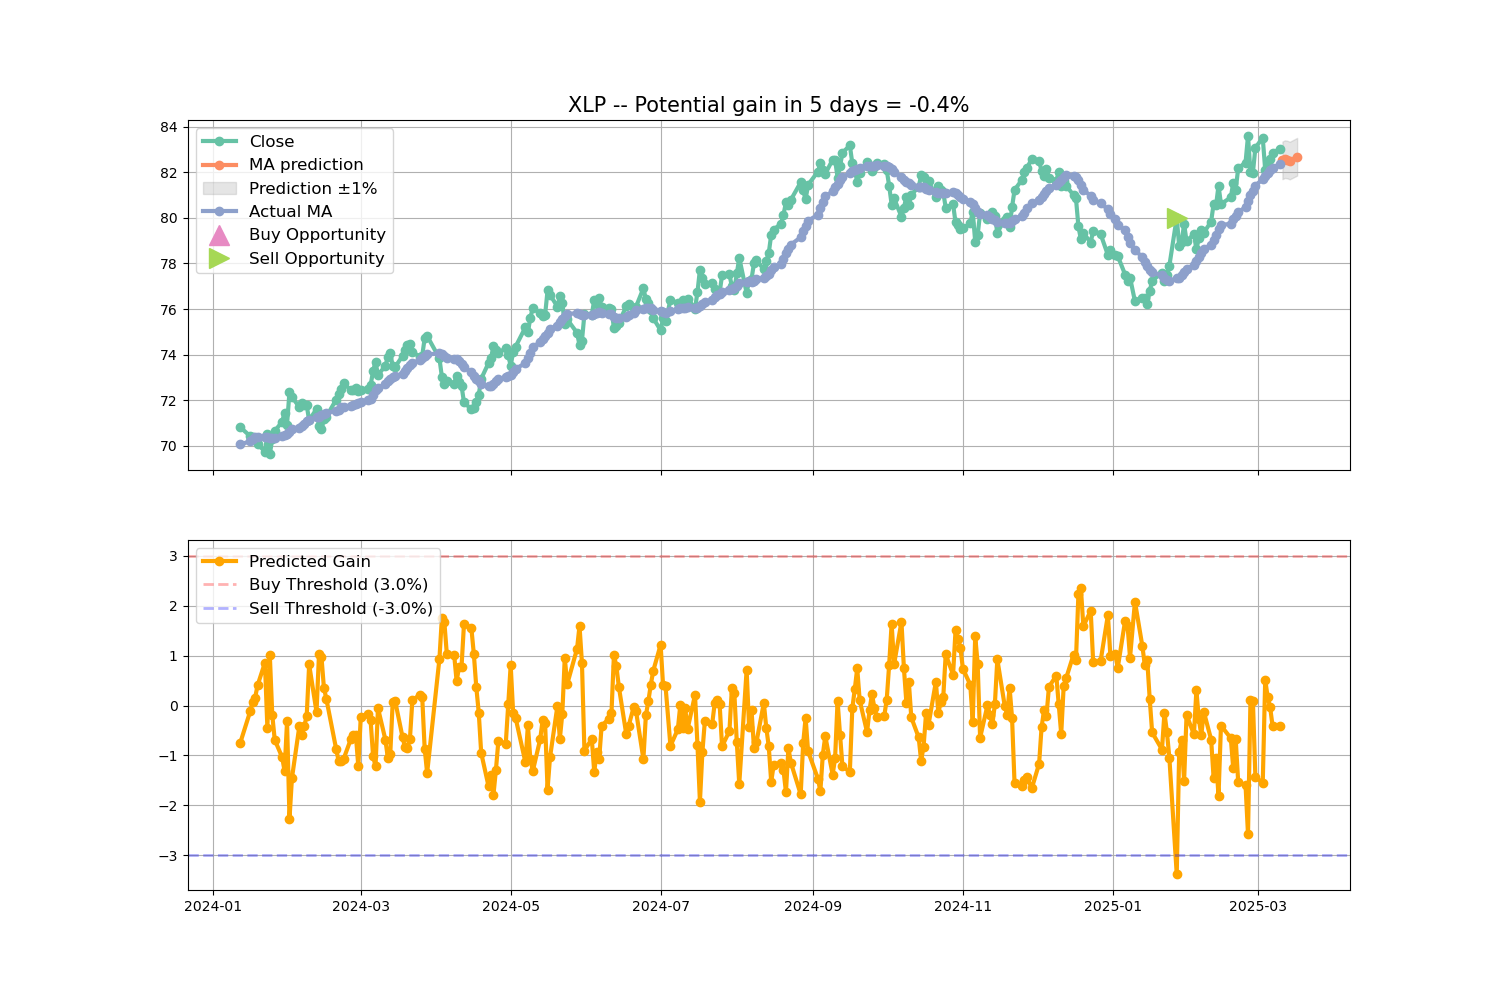 XLP -- Potential gain in 5 days = -0.4%
84
82
80
78
76
74
72
70
Close
MA prediction
Prediction ±1%
Actual MA
Buy Opportunity
Sell Opportunity
3
2
1
0
−1
−2
−3
Predicted Gain
Buy Threshold (3.0%)
Sell Threshold (-3.0%)
2024-01 2024-03 2024-05 2024-07 2024-09 2024-11 2025-01 2025-03